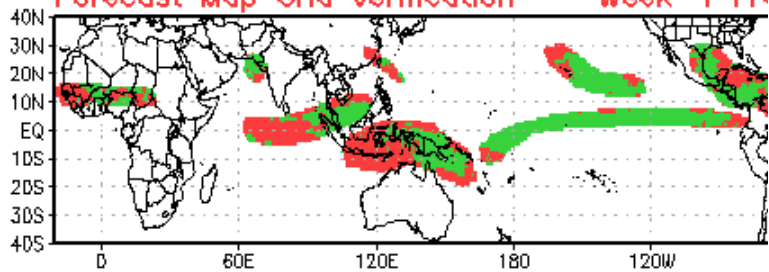 Forecast Map Grid Verification Week 1
40N
30N
20N
10N
EQ
10S
20S
30S
40S
0 60E 120E 180 120W